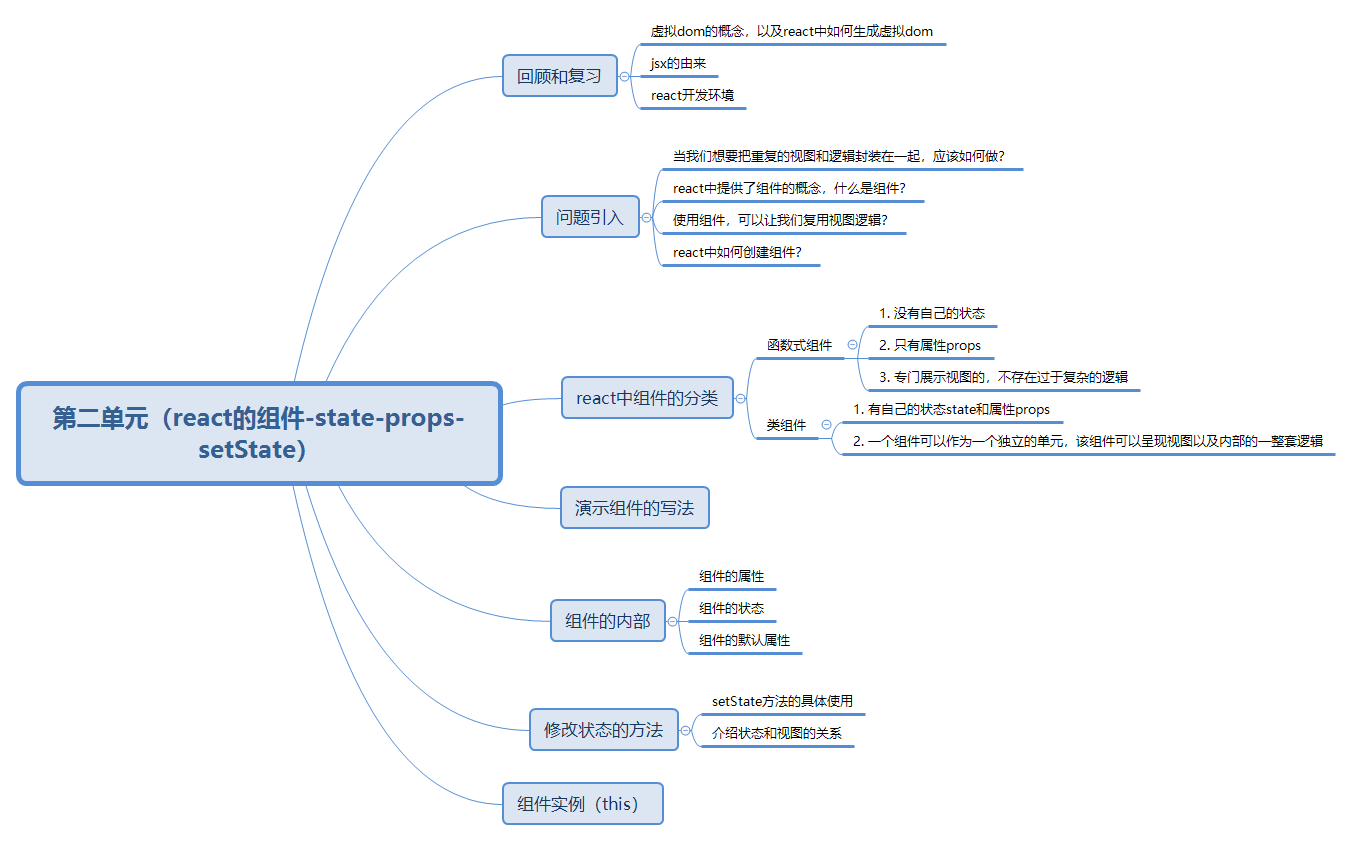 第二单元（react的组件-state-props-
setState）
回顾和复习
虚拟dom的概念，以及react中如何生成虚拟dom
jsx的由来
react开发环境
问题引入
当我们想要把重复的视图和逻辑封装在一起，应该如何做？
react中提供了组件的概念，什么是组件？
使用组件，可以让我们复用视图逻辑？
react中如何创建组件？
react中组件的分类
函数式组件
1. 没有自己的状态
2. 只有属性props
3. 专门展示视图的，不存在过于复杂的逻辑
类组件
1. 有自己的状态state和属性props
2. 一个组件可以作为一个独立的单元，该组件可以呈现视图以及内部的一整套逻辑
演示组件的写法
组件的内部
组件的属性
组件的状态
组件的默认属性
修改状态的方法
setState方法的具体使用
介绍状态和视图的关系
组件实例（this）